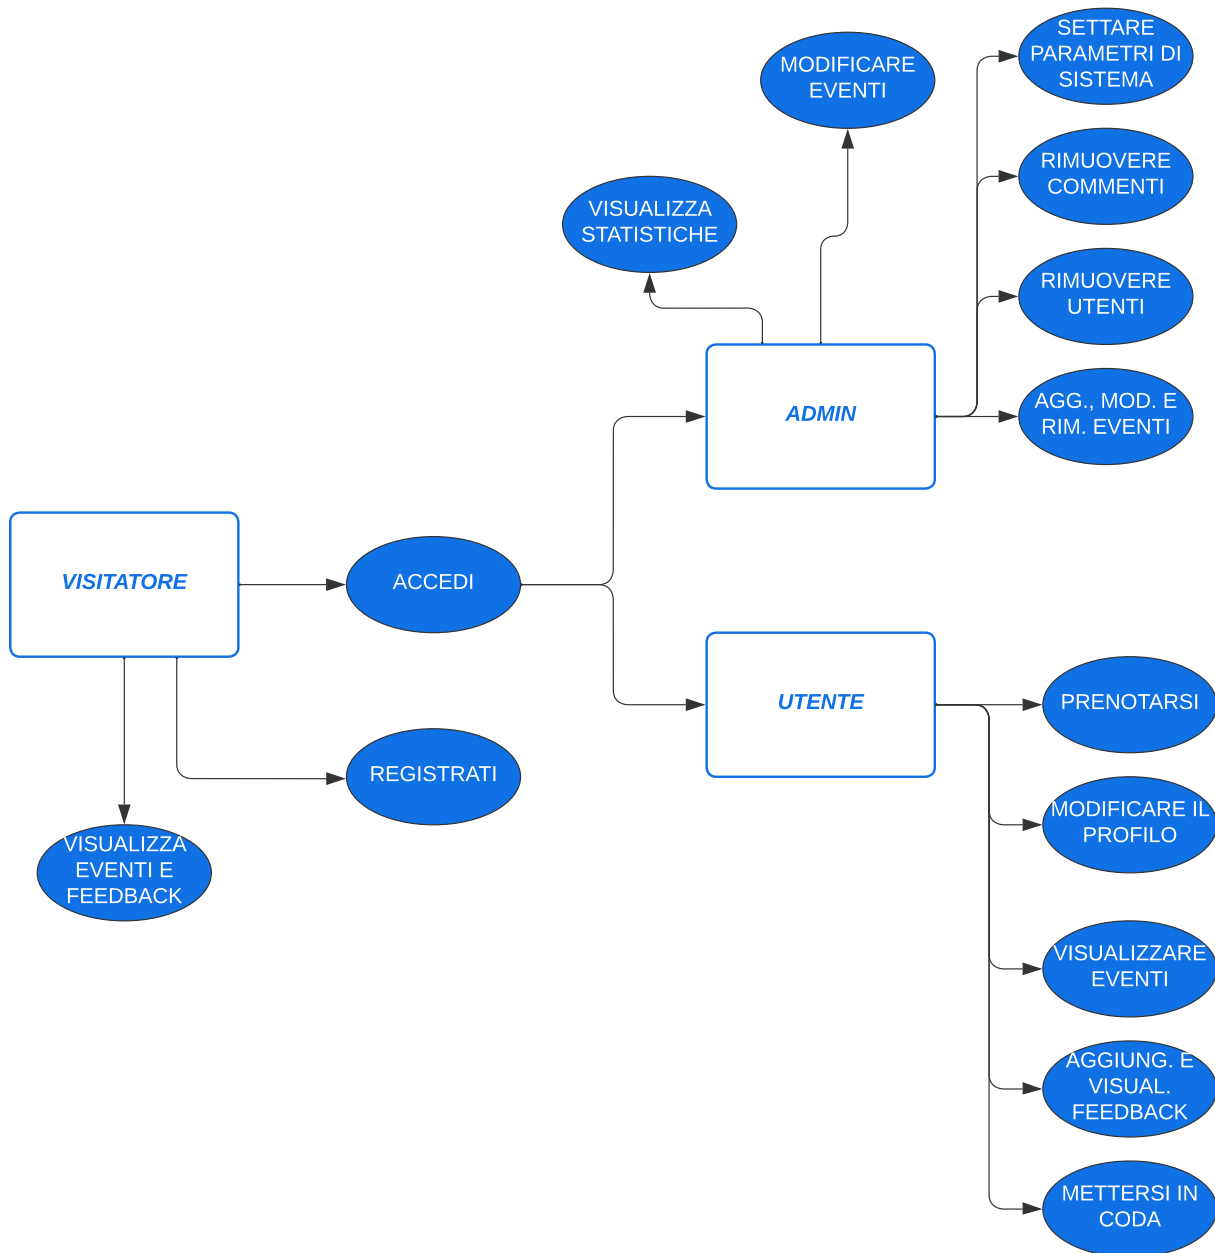 SETTARE
PARAMETRI DI
SISTEMA
MODIFICARE
EVENTI
RIMUOVERE
COMMENTI
VISUALIZZA
STATISTICHE
RIMUOVERE
UTENTI
ADMIN
AGG., MOD. E
RIM. EVENTI
VISITATORE
ACCEDI
UTENTE
PRENOTARSI
REGISTRATI
MODIFICARE IL
PROFILO
VISUALIZZA
EVENTI E
FEEDBACK
VISUALIZZARE
EVENTI
AGGIUNG. E
VISUAL.
FEEDBACK
METTERSI IN
CODA